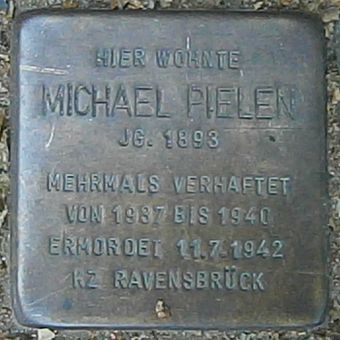 HIER WOHNTE
MICHAEL PIELEN
JG. 1893
MEHRMALS VERHAFTET
VON 1937 BIS 1940
ERMORDET 11.7.1942
KZ RAVENSBRÜCK